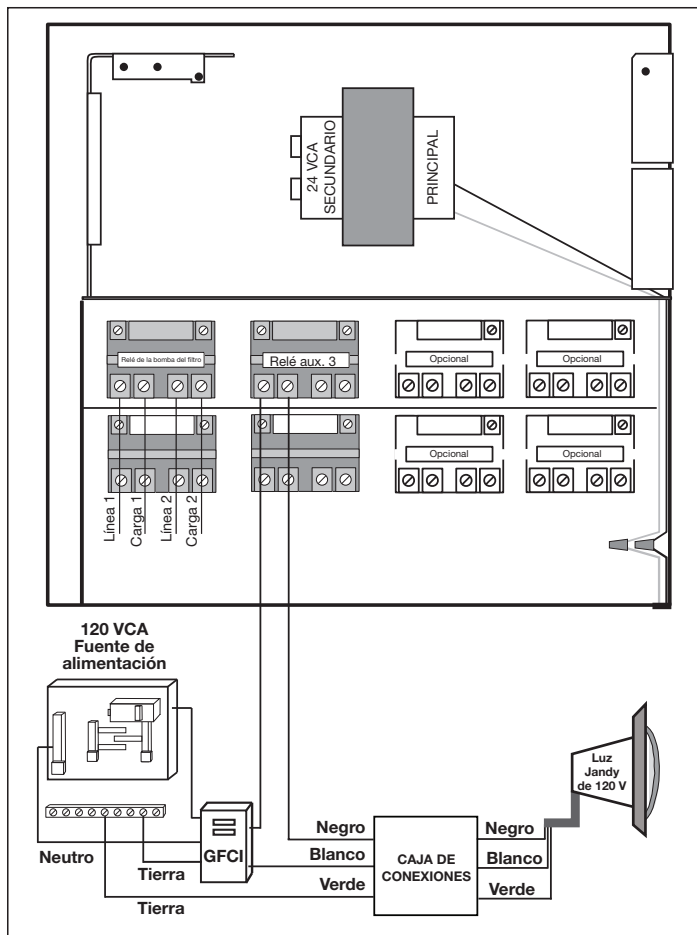 24 VCA
SECUNDARIO
PRINCIPAL
Relé de la bomba del filtro
Relé aux. 3
Opcional
Opcional
Opcional
Opcional
Línea 1
Carga 1
Línea 2
Carga 2
120 VCA
Fuente de
alimentación
Luz
Jandy
de 120 V
Neutro
Tierra
Tierra
GFCI
Negro
Blanco
Verde
CAJA DE
CONEXIONES
Negro
Blanco
Verde